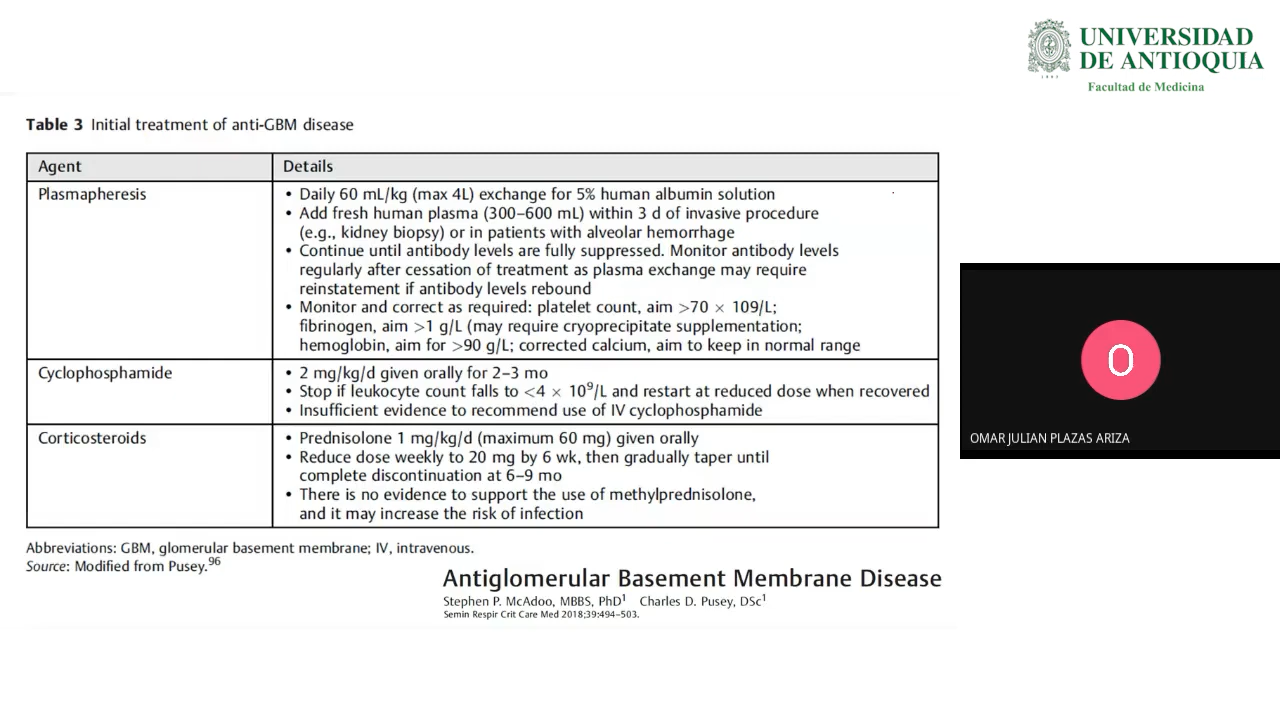 UNIVERSIDAD
DE ANTIOQUIA
1803
Facultad de Medicina
Table 3 Initial treatment of anti-GBM disease
Agent Details
Plasmapheresis • Daily 60 mL/kg (max 4L) exchange for 5% human albumin solution
• Add fresh human plasma (300–600 mL) within 3 d of invasive procedure
(e.g., kidney biopsy) or in patients with alveolar hemorrhage
• Continue until antibody levels are fully suppressed. Monitor antibody levels
regularly after cessation of treatment as plasma exchange may require
reinstatement if antibody levels rebound
• Monitor and correct as required: platelet count, aim >70 × 109/L;
fibrinogen, aim >1 g/L (may require cryoprecipitate supplementation;
hemoglobin, aim for >90 g/L; corrected calcium, aim to keep in normal range
Cyclophosphamide • 2 mg/kg/d given orally for 2–3 mo
• Stop if leukocyte count falls to <4 × 10⁹/L and restart at reduced dose when recovered
• Insufficient evidence to recommend use of IV cyclophosphamide
Corticosteroids • Prednisolone 1 mg/kg/d (maximum 60 mg) given orally
• Reduce dose weekly to 20 mg by 6 wk, then gradually taper until
complete discontinuation at 6–9 mo
• There is no evidence to support the use of methylprednisolone,
and it may increase the risk of infection
Abbreviations: GBM, glomerular basement membrane; IV, intravenous.
Source: Modified from Pusey.⁹⁶
Antiglomerular Basement Membrane Disease
Stephen P. McAdoo, MBBS, PhD¹ Charles D. Pusey, DSc¹
Semin Respir Crit Care Med 2018;39:494–503.
O
OMAR JULIAN PLAZAS ARIZA